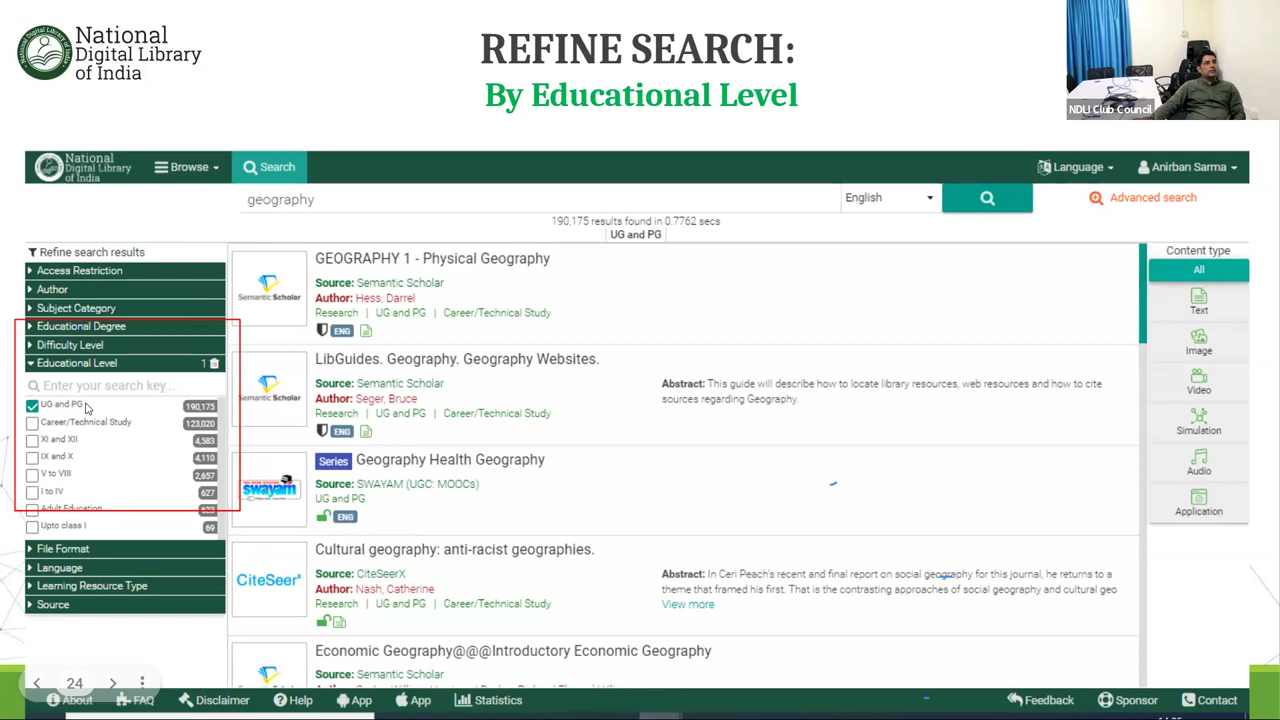 National
Digital Library
of India
REFINE SEARCH:
By Educational Level
NDLI Club Council
National
Digital Library
of India
Browse
Search
Language
Anirban Sarma
geography
English
Advanced search
190,175 results found in 0.7762 secs
UG and PG
Refine search results
Access Restriction
Author
Subject Category
Educational Degree
Difficulty Level
Educational Level 1
Enter your search key...
UG and PG 190,175
Career/Technical Study 123,020
XI and XII 4,583
IX and X 4,110
V to VIII 2,657
I to IV 627
Adult Education 623
Upto class I 69
File Format
Language
Learning Resource Type
Source
Semantic Scholar
GEOGRAPHY 1 - Physical Geography
Source: Semantic Scholar
Author: Hess, Darrel
Research | UG and PG | Career/Technical Study
ENG
Semantic Scholar
LibGuides. Geography. Geography Websites.
Source: Semantic Scholar
Author: Seger, Bruce
Research | UG and PG | Career/Technical Study
ENG
Abstract: This guide will describe how to locate library resources, web resources and how to cite
sources regarding Geography.
swayam
Series Geography Health Geography
Source: SWAYAM (UGC: MOOCs)
UG and PG
ENG
CiteSeerX
Cultural geography: anti-racist geographies.
Source: CiteSeerX
Author: Nash, Catherine
Research | UG and PG | Career/Technical Study
Abstract: In Ceri Peach's recent and final report on social geography for this journal, he returns to a
theme that framed his first. That is the contrasting approaches of social geography and cultural geo
View more
Economic Geography@@@Introductory Economic Geography
Source: Semantic Scholar
Content type
All
Text
Image
Video
Simulation
Audio
Application
24
About
FAQ
Disclaimer
Help
App
App
Statistics
Feedback
Sponsor
Contact